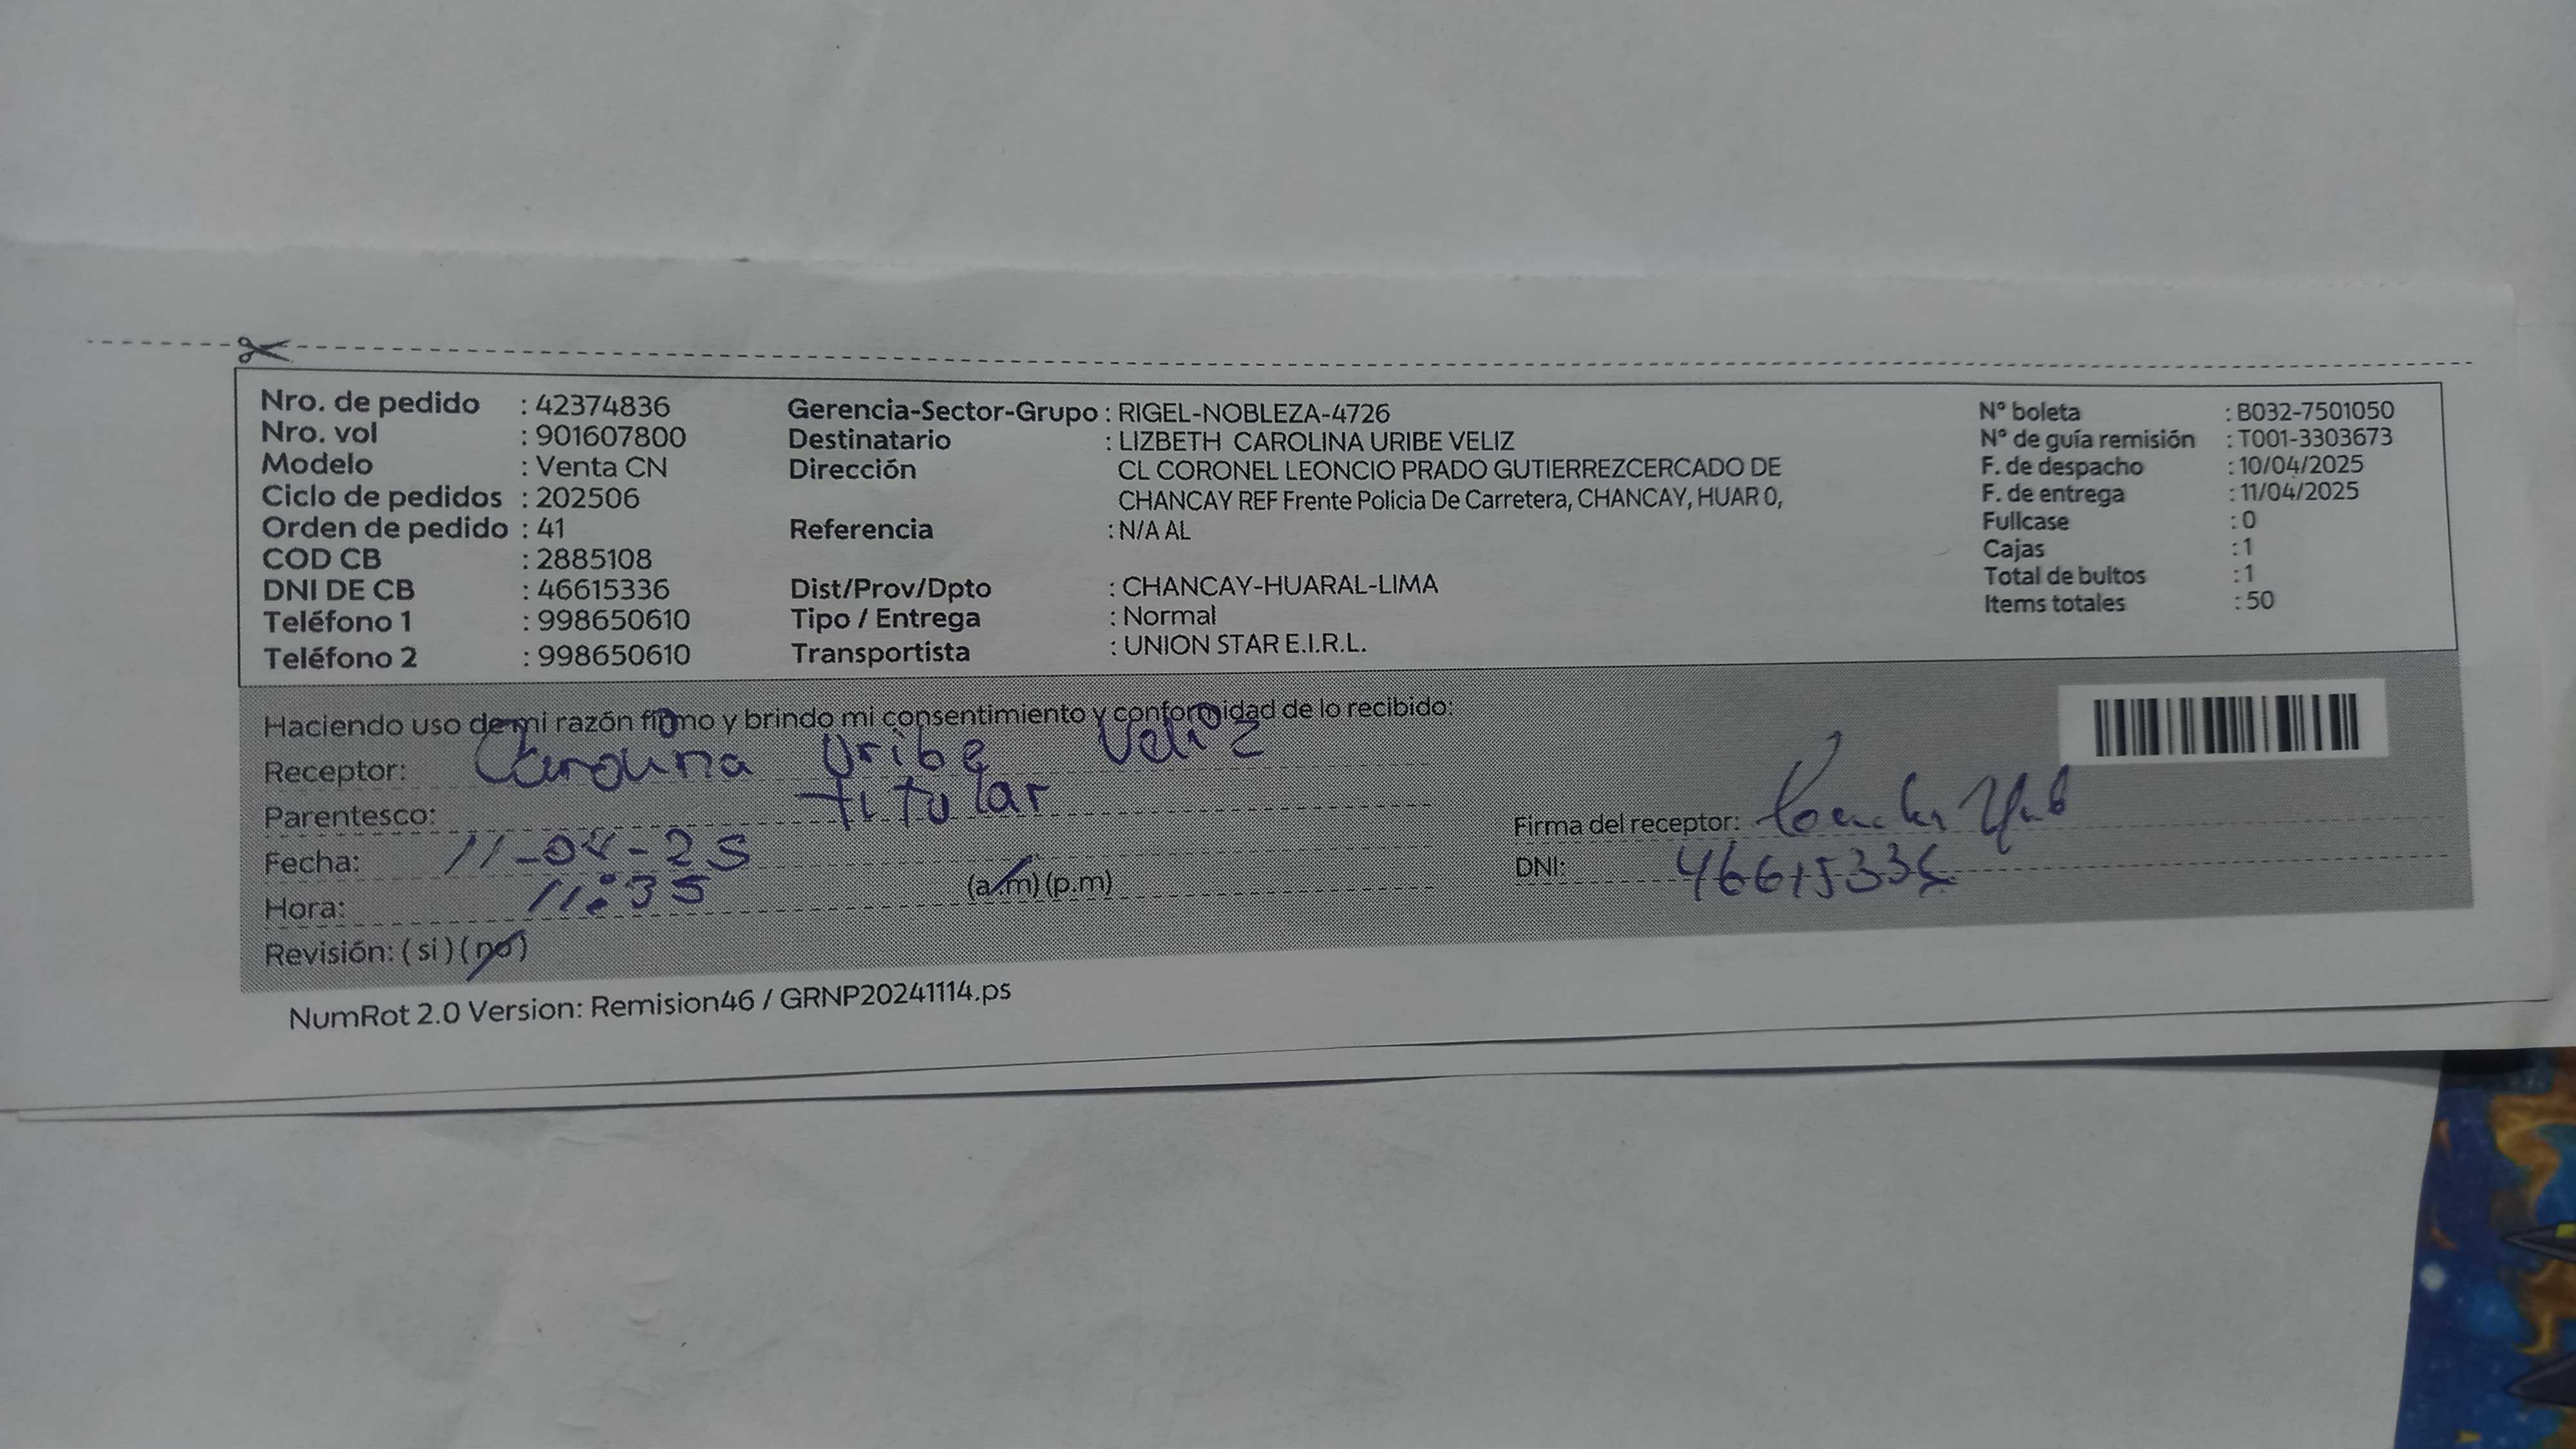 Nro. de pedido : 42374836
Nro. vol : 901607800
Modelo : Venta CN
Ciclo de pedidos : 202506
Orden de pedido : 41
COD CB : 2885108
DNI DE CB : 46615336
Teléfono 1 : 998650610
Teléfono 2 : 998650610
Gerencia-Sector-Grupo : RIGEL-NOBLEZA-4726
Destinatario : LIZBETH CAROLINA URIBE VELIZ
Dirección CL CORONEL LEONCIO PRADO GUTIERREZCERCADO DE
CHANCAY REF Frente Policia De Carretera, CHANCAY, HUAR 0,
Referencia : N/A AL
Dist/Prov/Dpto : CHANCAY-HUARAL-LIMA
Tipo / Entrega : Normal
Transportista : UNION STAR E.I.R.L.
N° boleta : B032-7501050
N° de guía remisión : T001-3303673
F. de despacho : 10/04/2025
F. de entrega : 11/04/2025
Fullcase : 0
Cajas : 1
Total de bultos : 1
Items totales : 50
Haciendo uso de mi razón firmo y brindo mi consentimiento y conformidad de lo recibido:
Receptor: Carolina Uribe Veliz
Parentesco: titular
Fecha: 11-04-25
Hora: 11:35 (a.m) (p.m)
Revisión: (si) (no)
Firma del receptor:
DNI: 46615336
NumRot 2.0 Version: Remision46 / GRNP20241114.ps